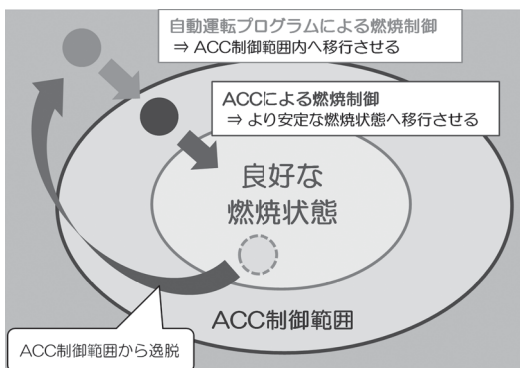 自動運転プログラムによる燃焼制御
⇒ ACC制御範囲内へ移行させる
ACCによる燃焼制御
⇒ より安定な燃焼状態へ移行させる
良好な
燃焼状態
ACC制御範囲
ACC制御範囲から逸脱